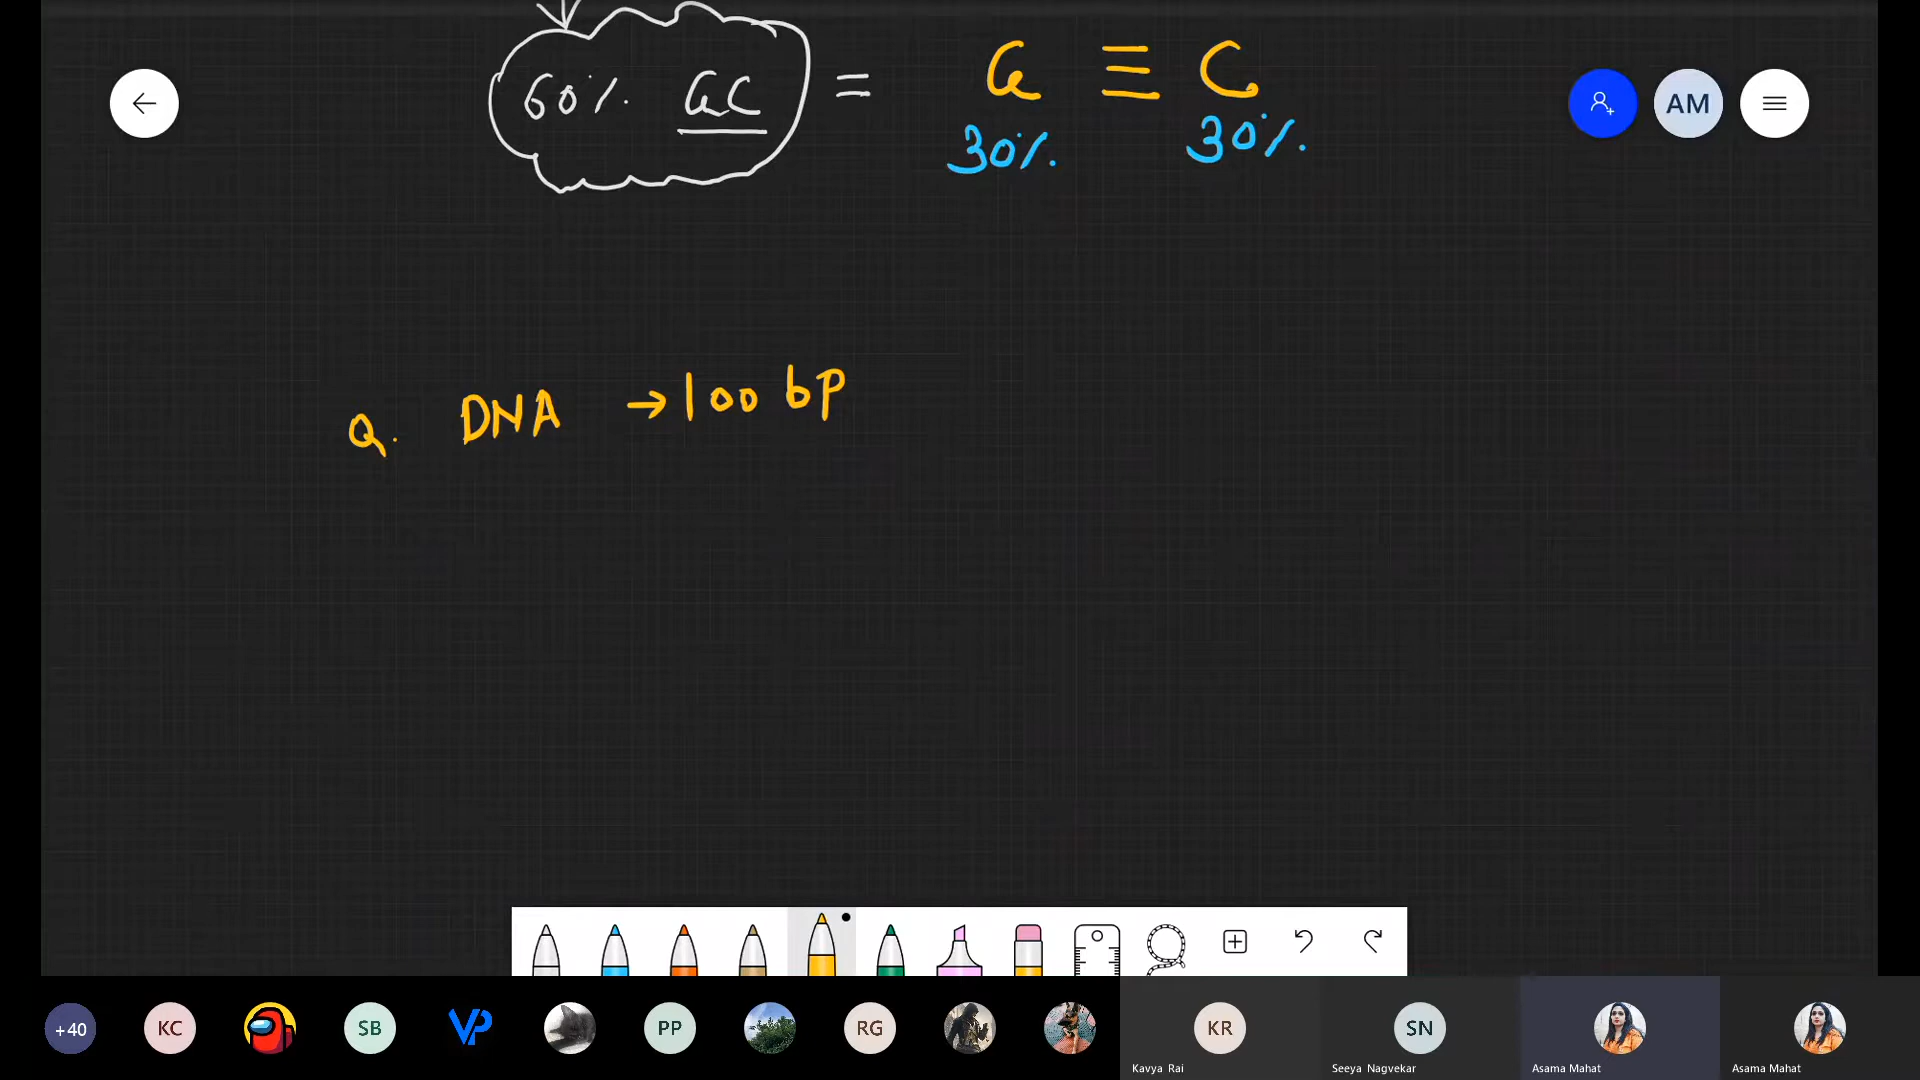 60% GC = G ≡ C
30% 30%
AM
Q. DNA → 100 bp
+40 KC SB VP PP RG KR SN
Kavya Rai Seeya Nagvekar Asama Mahat Asama Mahat